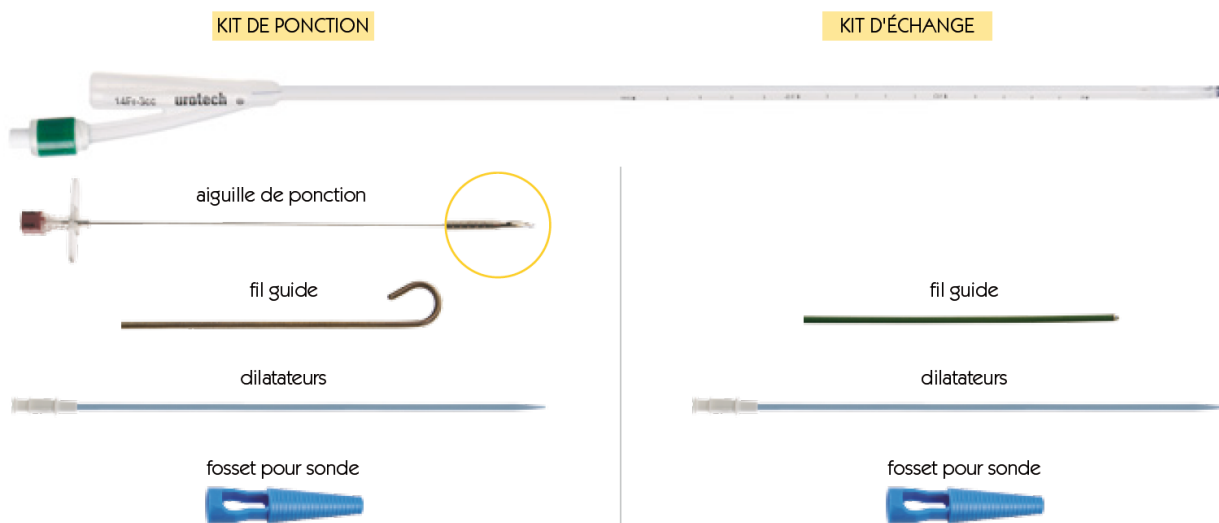 KIT DE PONCTION
KIT D'ÉCHANGE
14Fr-3cc urotech
aiguille de ponction
fil guide
fil guide
dilatateurs
dilatateurs
fosset pour sonde
fosset pour sonde